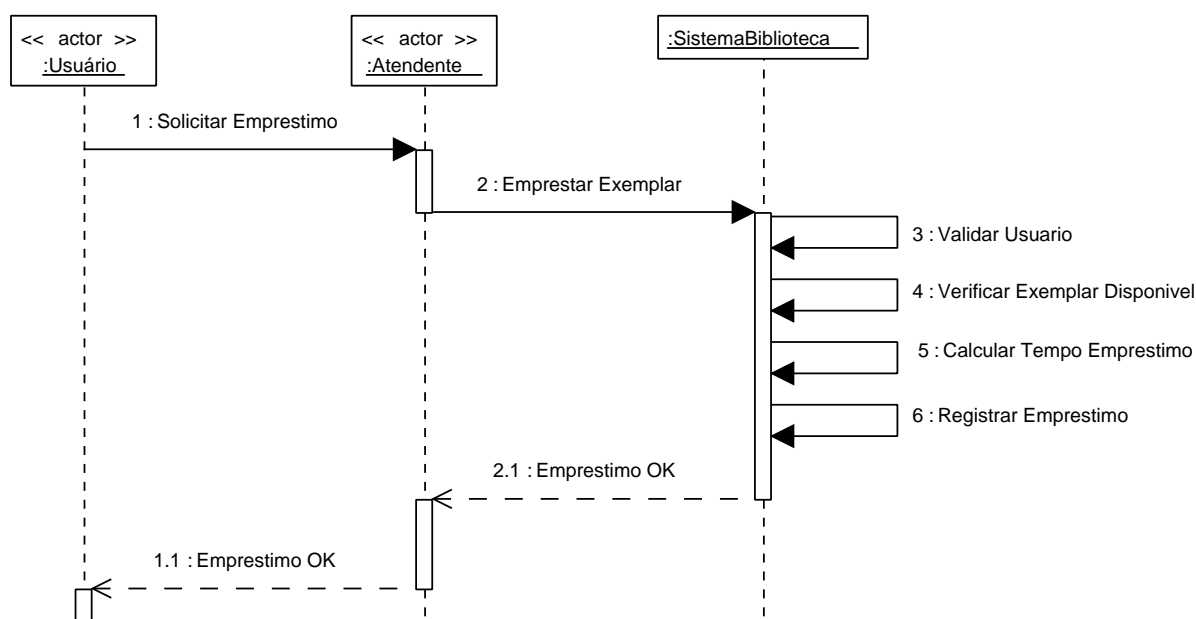 << actor >>
:Usuário
<< actor >>
:Atendente
:SistemaBiblioteca
1 : Solicitar Emprestimo
2 : Emprestar Exemplar
3 : Validar Usuario
4 : Verificar Exemplar Disponivel
5 : Calcular Tempo Emprestimo
6 : Registrar Emprestimo
2.1 : Emprestimo OK
1.1 : Emprestimo OK